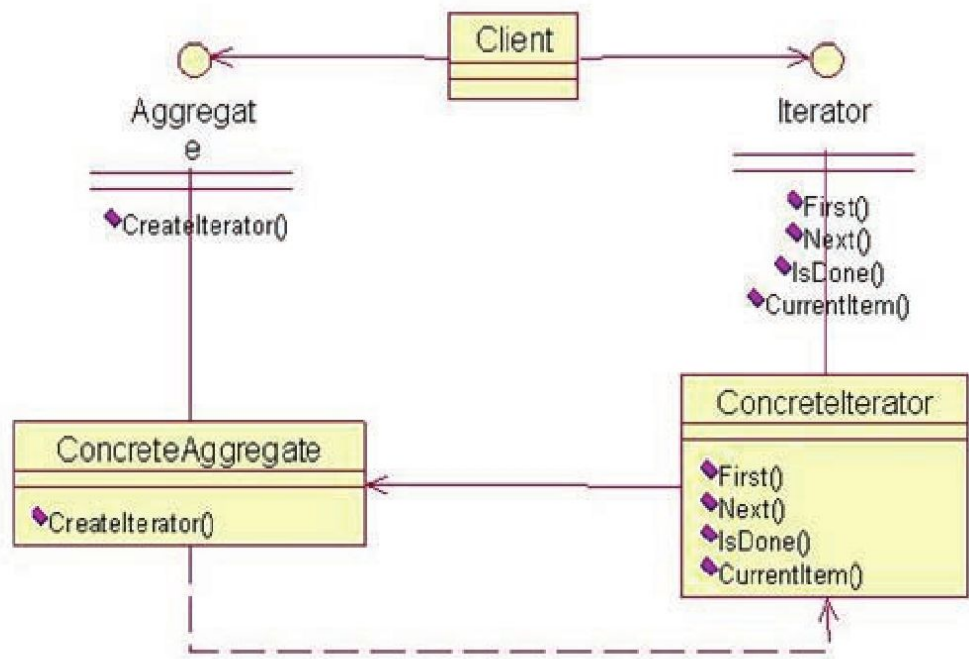 Client
Aggregat
e
CreateIterator()
Iterator
First()
Next()
IsDone()
CurrentItem()
ConcreteAggregate
CreateIterator()
ConcreteIterator
First()
Next()
IsDone()
CurrentItem()